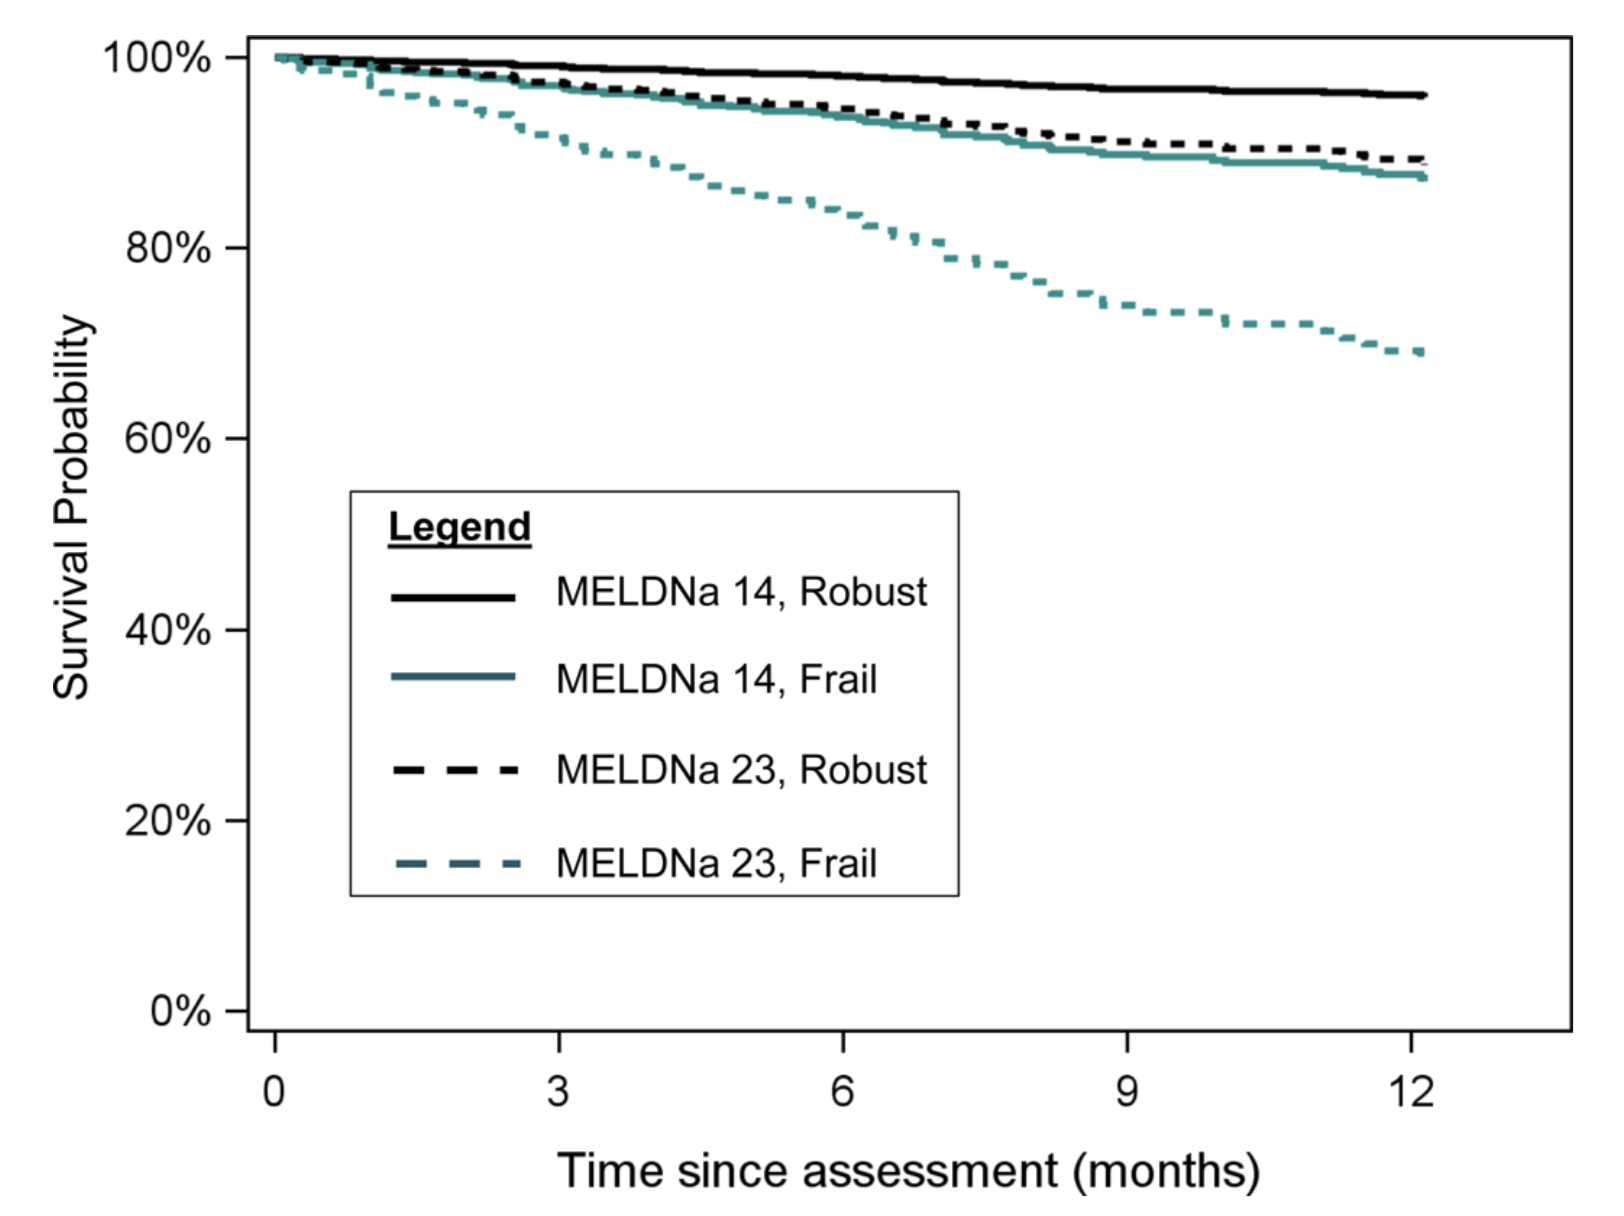 100%
80%
60%
40%
20%
0%
Survival Probability
Legend
MELDNa 14, Robust
MELDNa 14, Frail
MELDNa 23, Robust
MELDNa 23, Frail
0 3 6 9 12
Time since assessment (months)